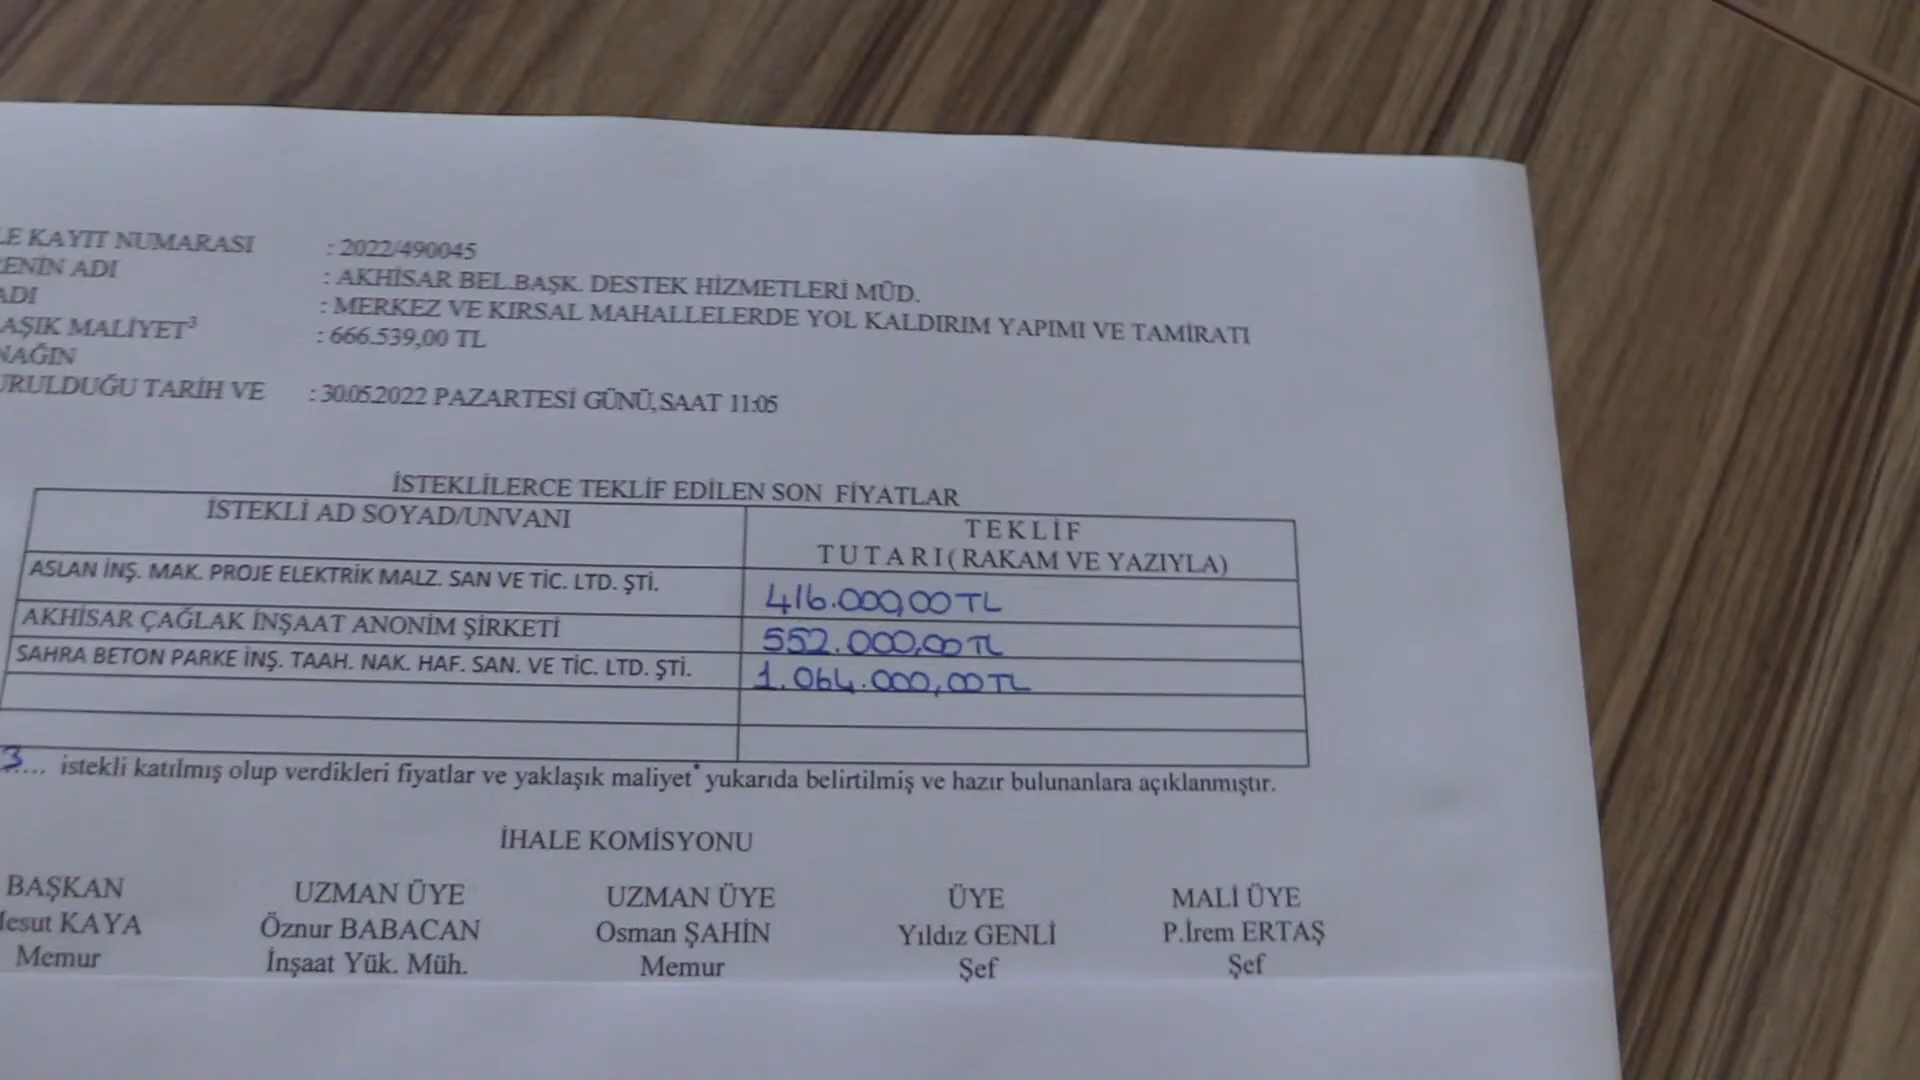 LE KAYIT NUMARASI : 2022/490045
ENİN ADI : AKHİSAR BEL.BAŞK. DESTEK HİZMETLERİ MÜD.
ADI : MERKEZ VE KIRSAL MAHALLELERDE YOL KALDIRIM YAPIMI VE TAMİRATI
AŞIK MALİYET³ : 666.539,00 TL
NAĞIN
URULDUĞU TARİH VE : 30.05.2022 PAZARTESİ GÜNÜ, SAAT 11:05
İSTEKLİLERCE TEKLİF EDİLEN SON FİYATLAR
İSTEKLİ AD SOYAD/UNVANI
TEKLİF
TUTARI( RAKAM VE YAZIYLA)
ASLAN İNŞ. MAK. PROJE ELEKTRİK MALZ. SAN VE TİC. LTD. ŞTİ. 416.000,00 TL
AKHİSAR ÇAĞLAK İNŞAAT ANONİM ŞİRKETİ 552.000,00 TL
SAHRA BETON PARKE İNŞ. TAAH. NAK. HAF. SAN. VE TİC. LTD. ŞTİ. 1.064.000,00 TL
3.... istekli katılmış olup verdikleri fiyatlar ve yaklaşık maliyet* yukarıda belirtilmiş ve hazır bulunanlara açıklanmıştır.
İHALE KOMİSYONU
BAŞKAN UZMAN ÜYE UZMAN ÜYE ÜYE MALİ ÜYE
esut KAYA Öznur BABACAN Osman ŞAHİN Yıldız GENLİ P.İrem ERTAŞ
Memur İnşaat Yük. Müh. Memur Şef Şef